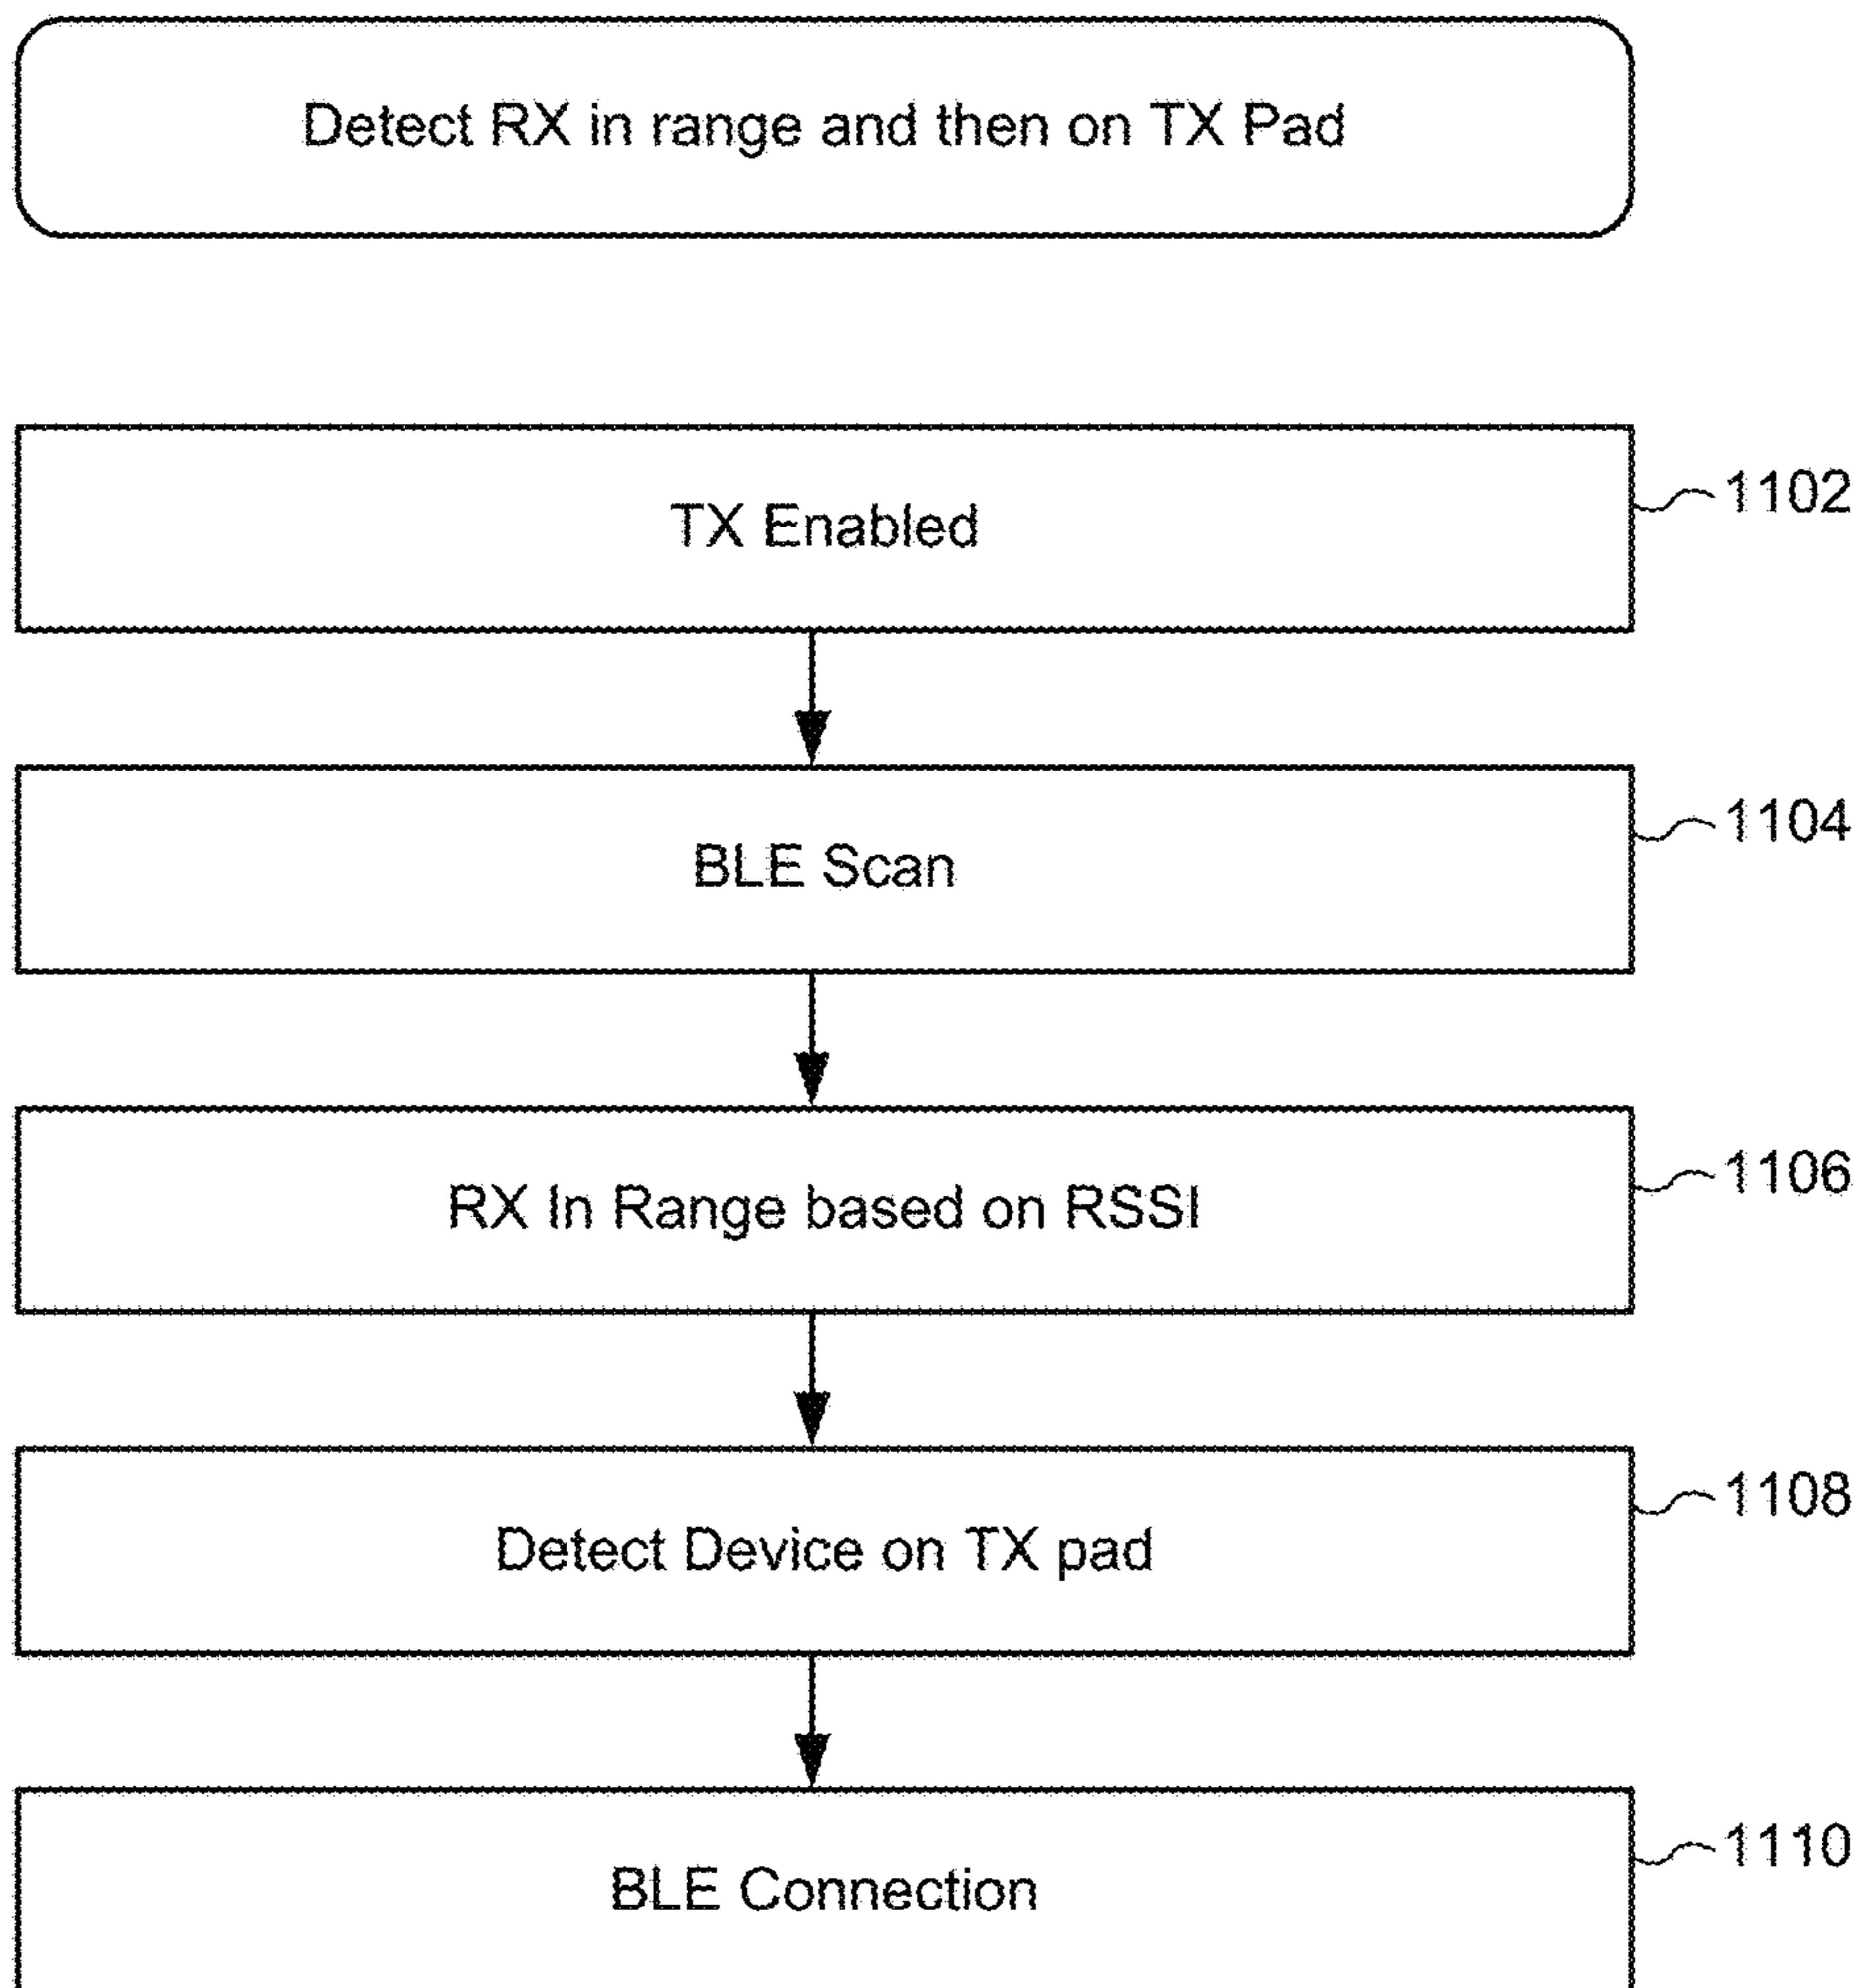 Detect RX in range and then on TX Pad
TX Enabled
1102
BLE Scan
1104
RX In Range based on RSSI
1106
Detect Device on TX pad
1108
BLE Connection
1110